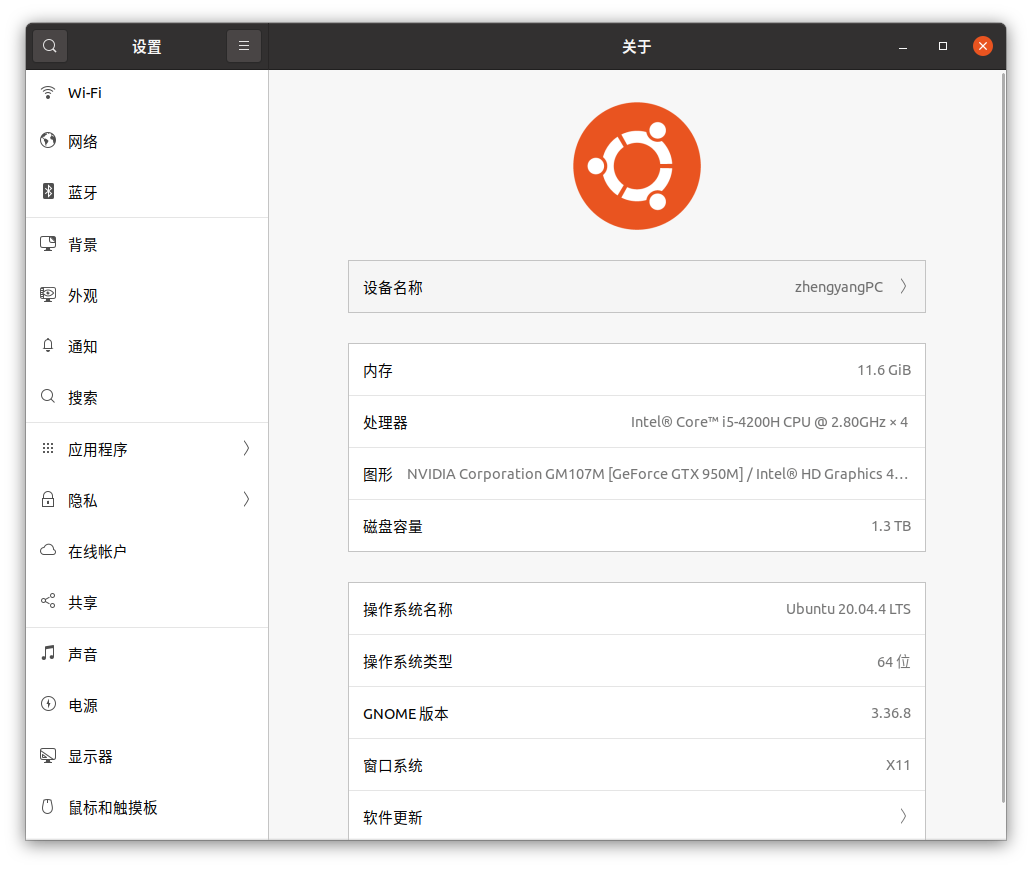 设置
关于
Wi-Fi
网络
蓝牙
背景
外观
通知
搜索
应用程序
隐私
在线帐户
共享
声音
电源
显示器
鼠标和触摸板
设备名称 zhengyangPC
内存 11.6 GiB
处理器 Intel® Core™ i5-4200H CPU @ 2.80GHz × 4
图形 NVIDIA Corporation GM107M [GeForce GTX 950M] / Intel® HD Graphics 4…
磁盘容量 1.3 TB
操作系统名称 Ubuntu 20.04.4 LTS
操作系统类型 64 位
GNOME 版本 3.36.8
窗口系统 X11
软件更新